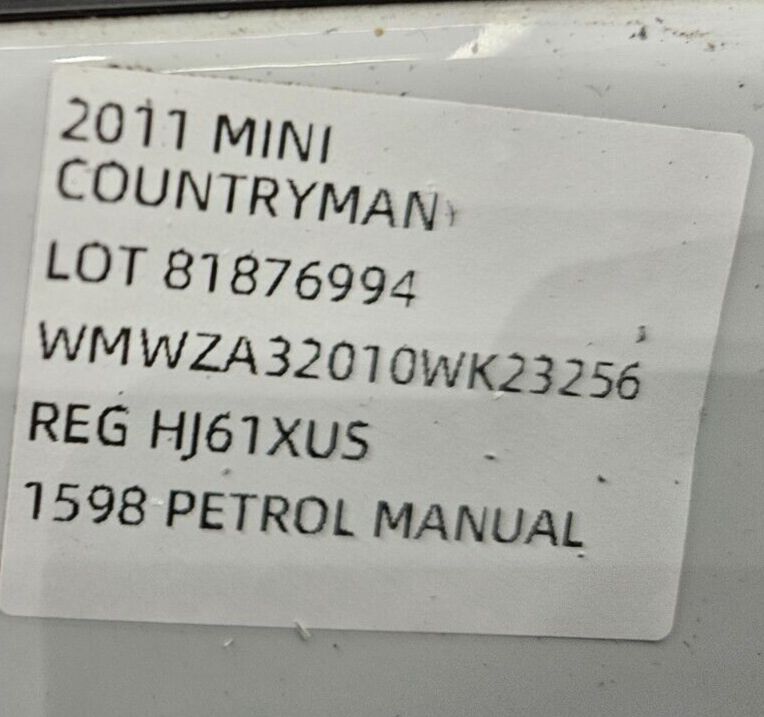 2011 MINI
COUNTRYMAN
LOT 81876994
WMWZA32010WK23256
REG HJ61XUS
1598 PETROL MANUAL